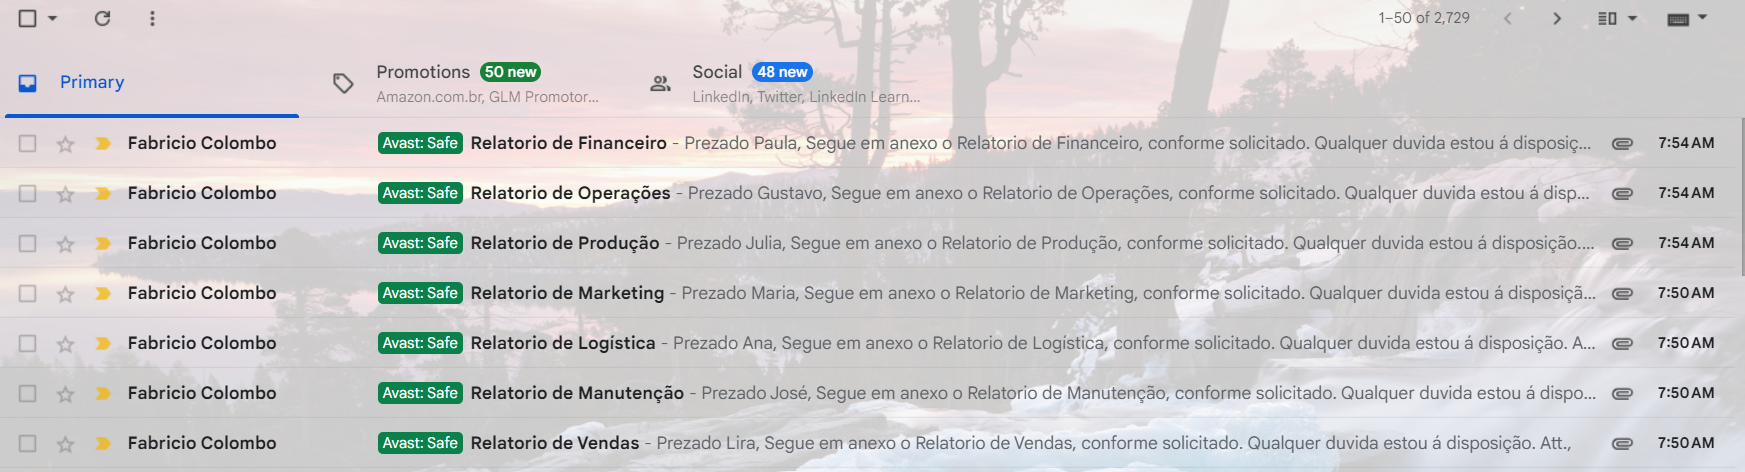 1–50 of 2,729
Primary
Promotions 50 new
Amazon.com.br, GLM Promotor...
Social 48 new
LinkedIn, Twitter, LinkedIn Learn...
Fabricio Colombo Avast: Safe Relatorio de Financeiro - Prezado Paula, Segue em anexo o Relatorio de Financeiro, conforme solicitado. Qualquer duvida estou á disposiç... 7:54 AM
Fabricio Colombo Avast: Safe Relatorio de Operações - Prezado Gustavo, Segue em anexo o Relatorio de Operações, conforme solicitado. Qualquer duvida estou á disp... 7:54 AM
Fabricio Colombo Avast: Safe Relatorio de Produção - Prezado Julia, Segue em anexo o Relatorio de Produção, conforme solicitado. Qualquer duvida estou á disposição.... 7:54 AM
Fabricio Colombo Avast: Safe Relatorio de Marketing - Prezado Maria, Segue em anexo o Relatorio de Marketing, conforme solicitado. Qualquer duvida estou á disposiçã... 7:50 AM
Fabricio Colombo Avast: Safe Relatorio de Logística - Prezado Ana, Segue em anexo o Relatorio de Logística, conforme solicitado. Qualquer duvida estou á disposição. A... 7:50 AM
Fabricio Colombo Avast: Safe Relatorio de Manutenção - Prezado José, Segue em anexo o Relatorio de Manutenção, conforme solicitado. Qualquer duvida estou á dispo... 7:50 AM
Fabricio Colombo Avast: Safe Relatorio de Vendas - Prezado Lira, Segue em anexo o Relatorio de Vendas, conforme solicitado. Qualquer duvida estou á disposição. Att., 7:50 AM